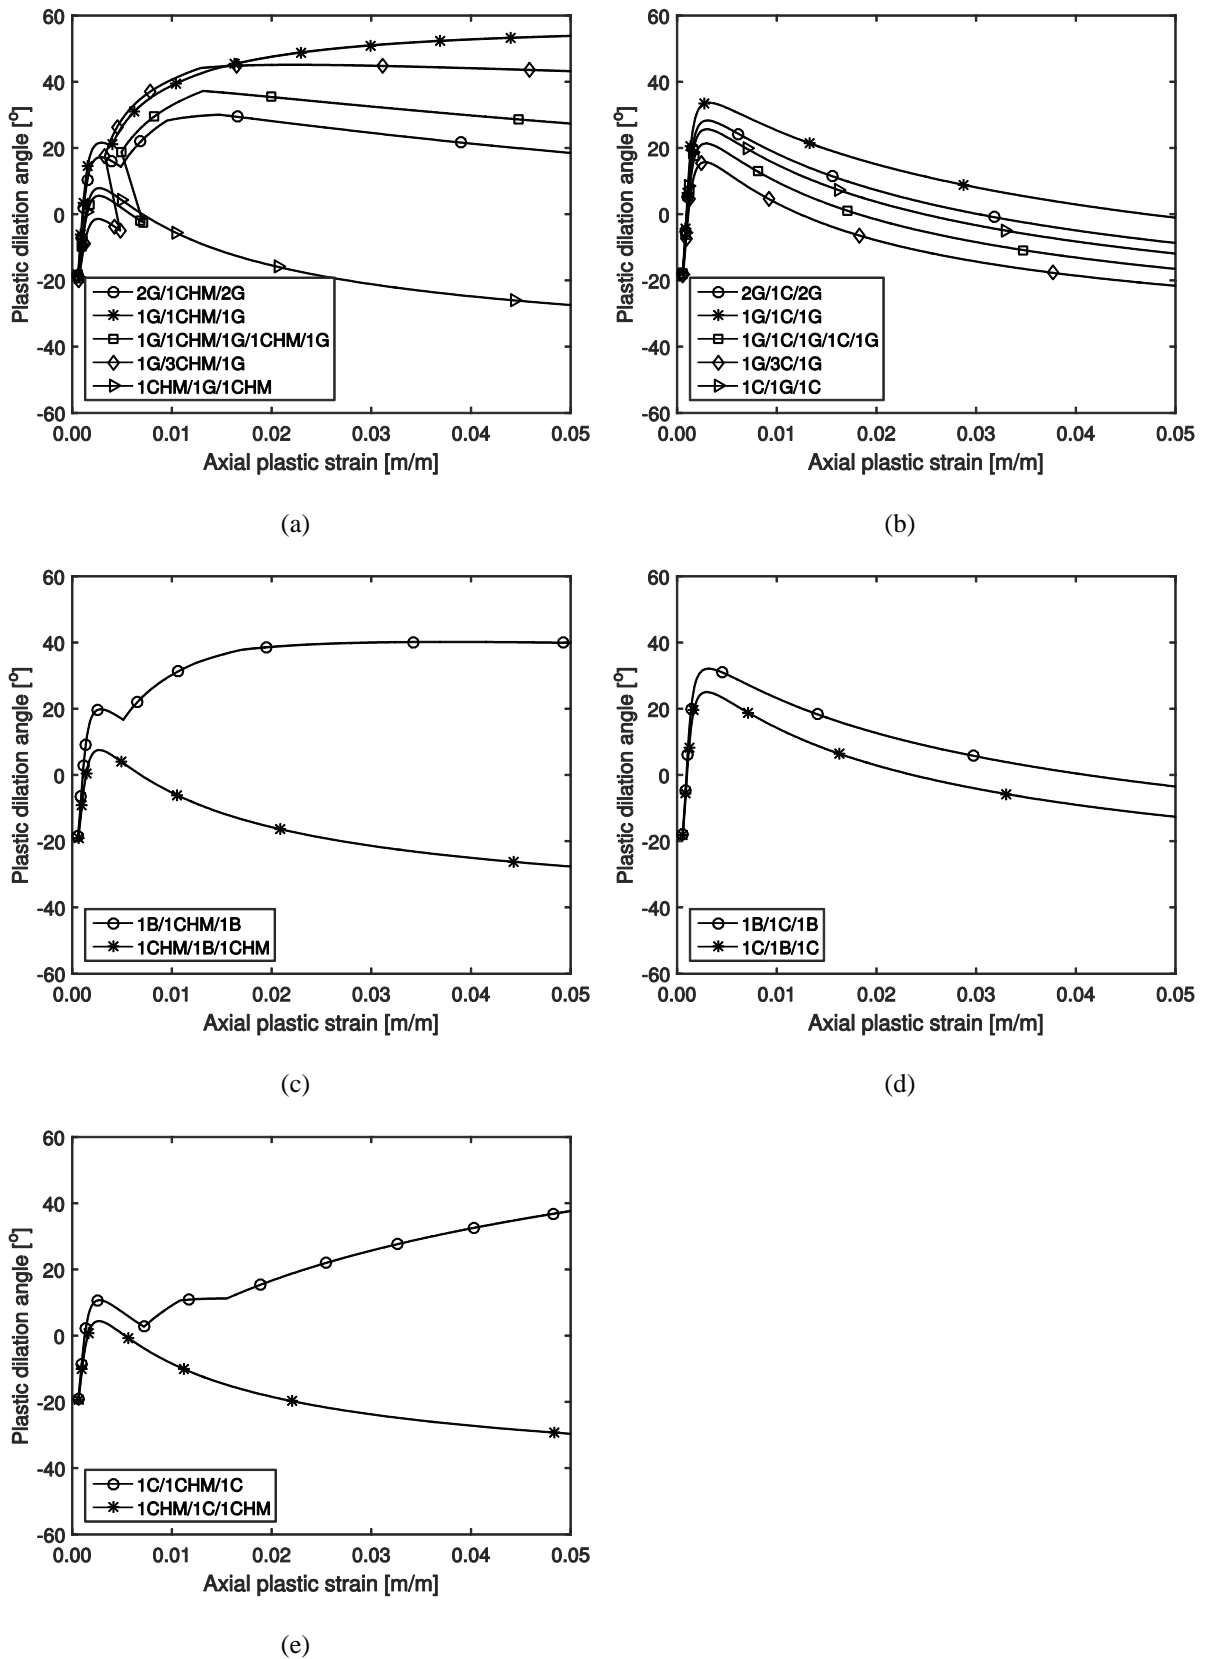 60
40
20
0
-20
-40
-60
Plastic dilation angle [o]
2G/1CHM/2G
1G/1CHM/1G
1G/1CHM/1G/1CHM/1G
1G/3CHM/1G
1CHM/1G/1CHM
0.00 0.01 0.02 0.03 0.04 0.05
Axial plastic strain [m/m]
(a)
60
40
20
0
-20
-40
-60
Plastic dilation angle [o]
2G/1C/2G
1G/1C/1G
1G/1C/1G/1C/1G
1G/3C/1G
1C/1G/1C
0.00 0.01 0.02 0.03 0.04 0.05
Axial plastic strain [m/m]
(b)
60
40
20
0
-20
-40
-60
Plastic dilation angle [o]
1B/1CHM/1B
1CHM/1B/1CHM
0.00 0.01 0.02 0.03 0.04 0.05
Axial plastic strain [m/m]
(c)
60
40
20
0
-20
-40
-60
Plastic dilation angle [o]
1B/1C/1B
1C/1B/1C
0.00 0.01 0.02 0.03 0.04 0.05
Axial plastic strain [m/m]
(d)
60
40
20
0
-20
-40
-60
Plastic dilation angle [o]
1C/1CHM/1C
1CHM/1C/1CHM
0.00 0.01 0.02 0.03 0.04 0.05
Axial plastic strain [m/m]
(e)